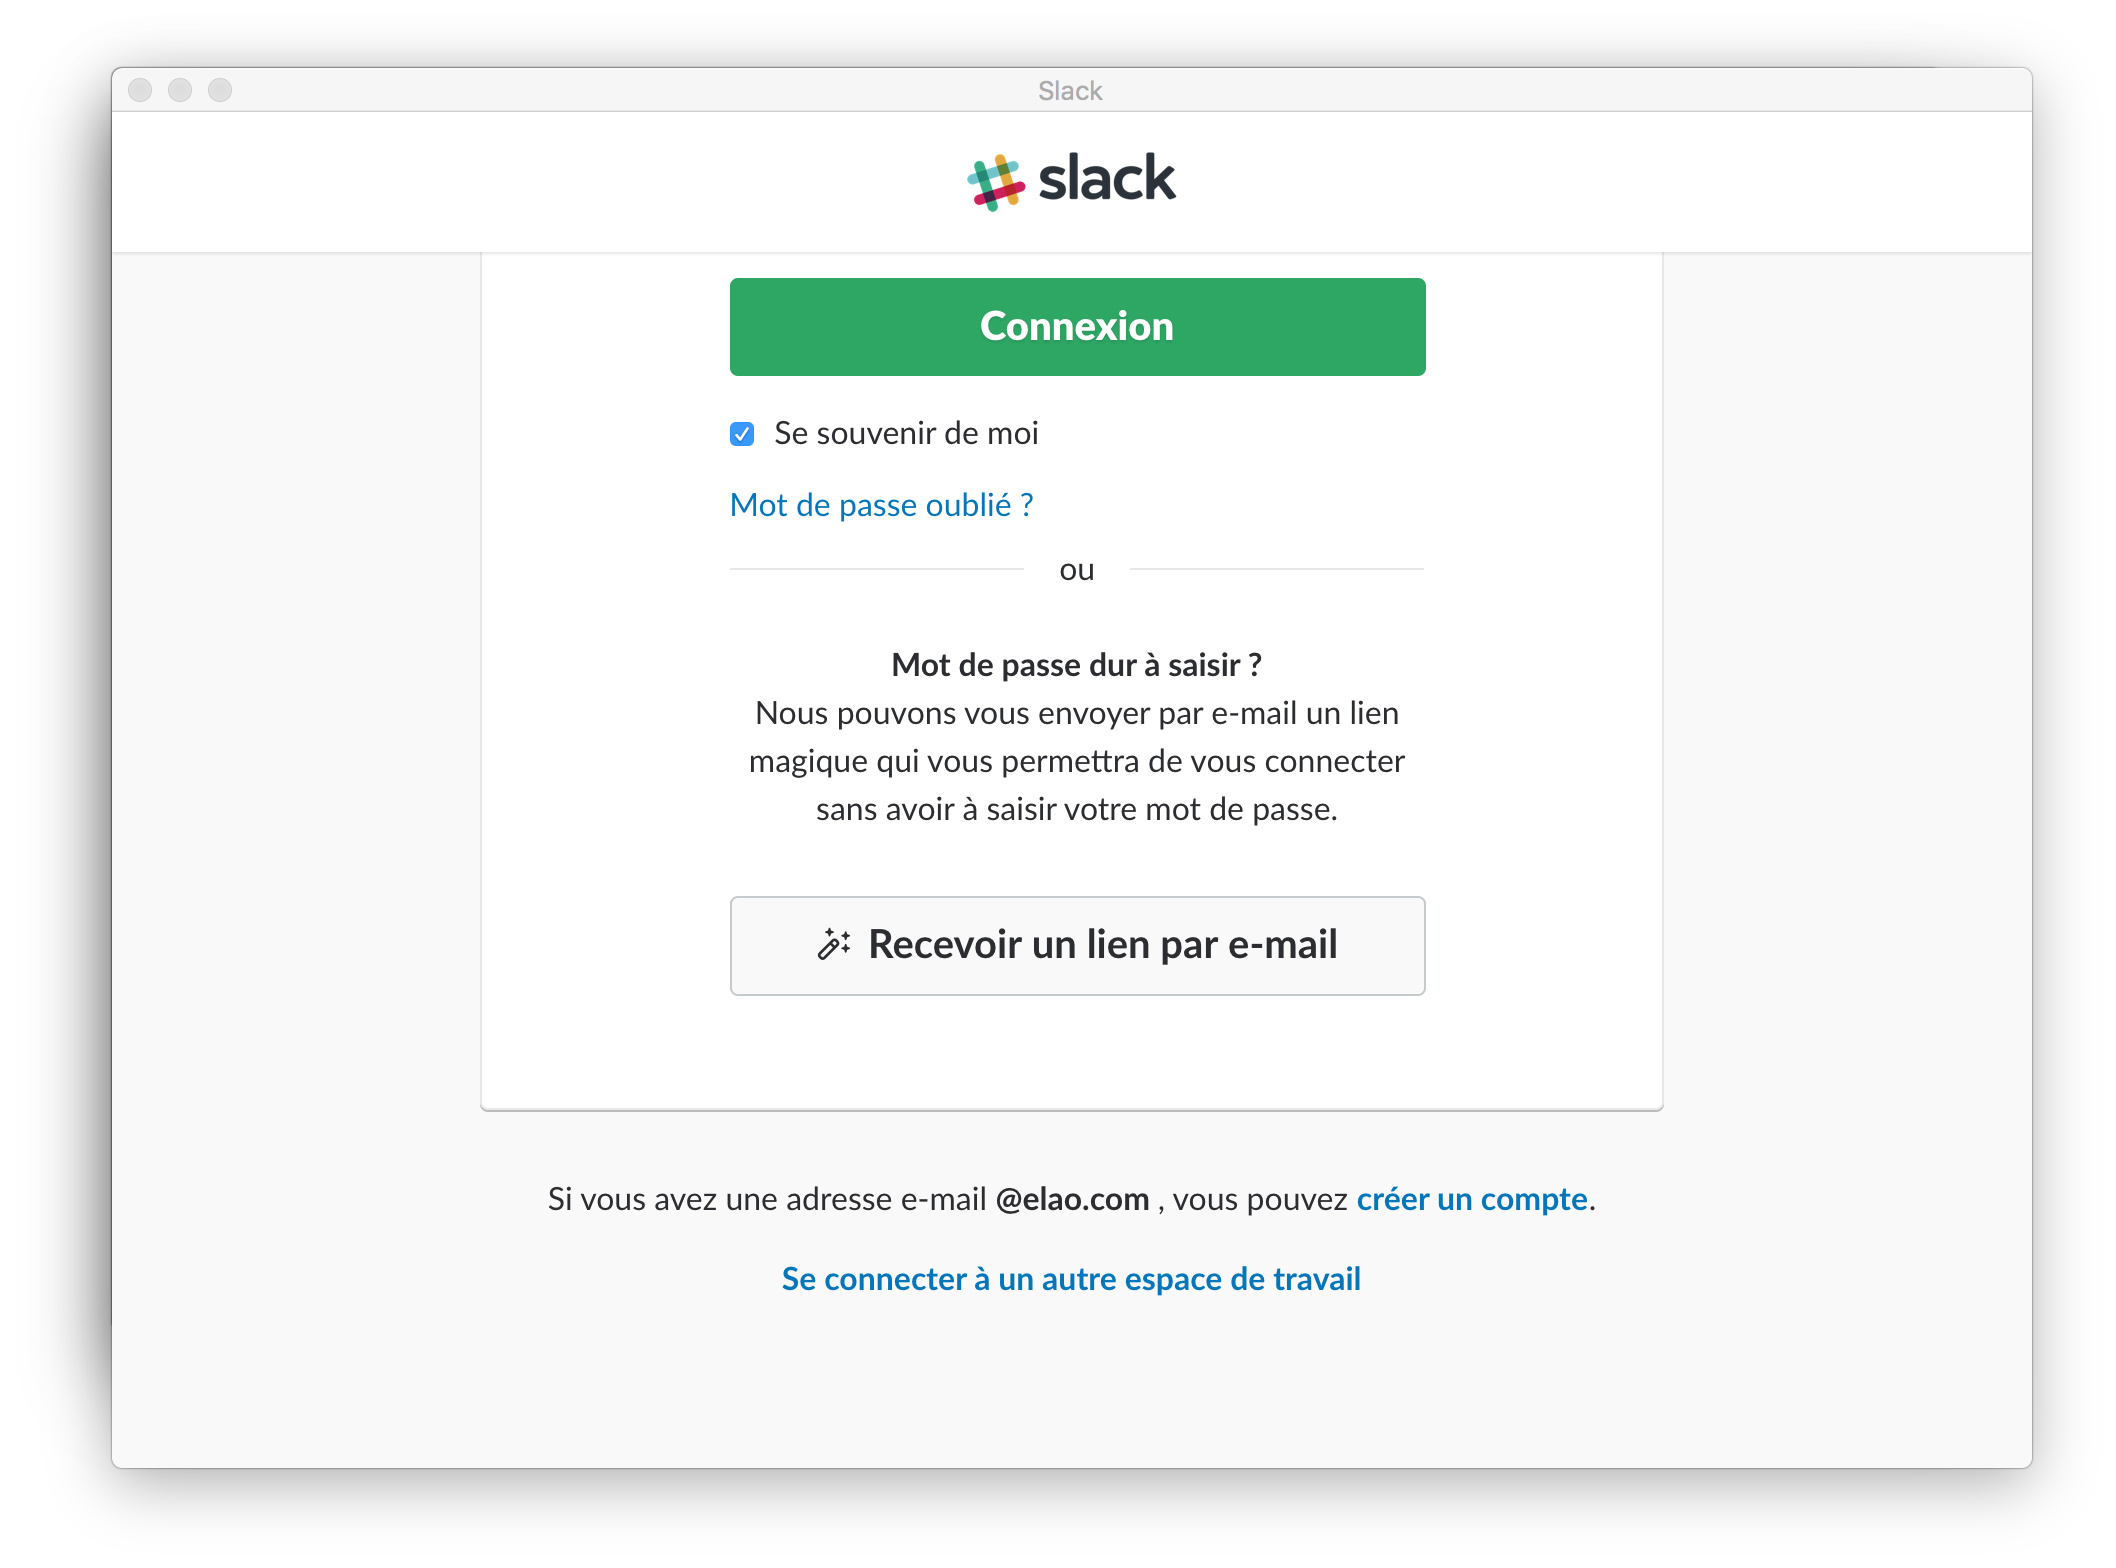 Slack
slack
Connexion
Se souvenir de moi
Mot de passe oublié ?
ou
Mot de passe dur à saisir ?
Nous pouvons vous envoyer par e-mail un lien
magique qui vous permettra de vous connecter
sans avoir à saisir votre mot de passe.
Recevoir un lien par e-mail
Si vous avez une adresse e-mail @elao.com , vous pouvez créer un compte.
Se connecter à un autre espace de travail